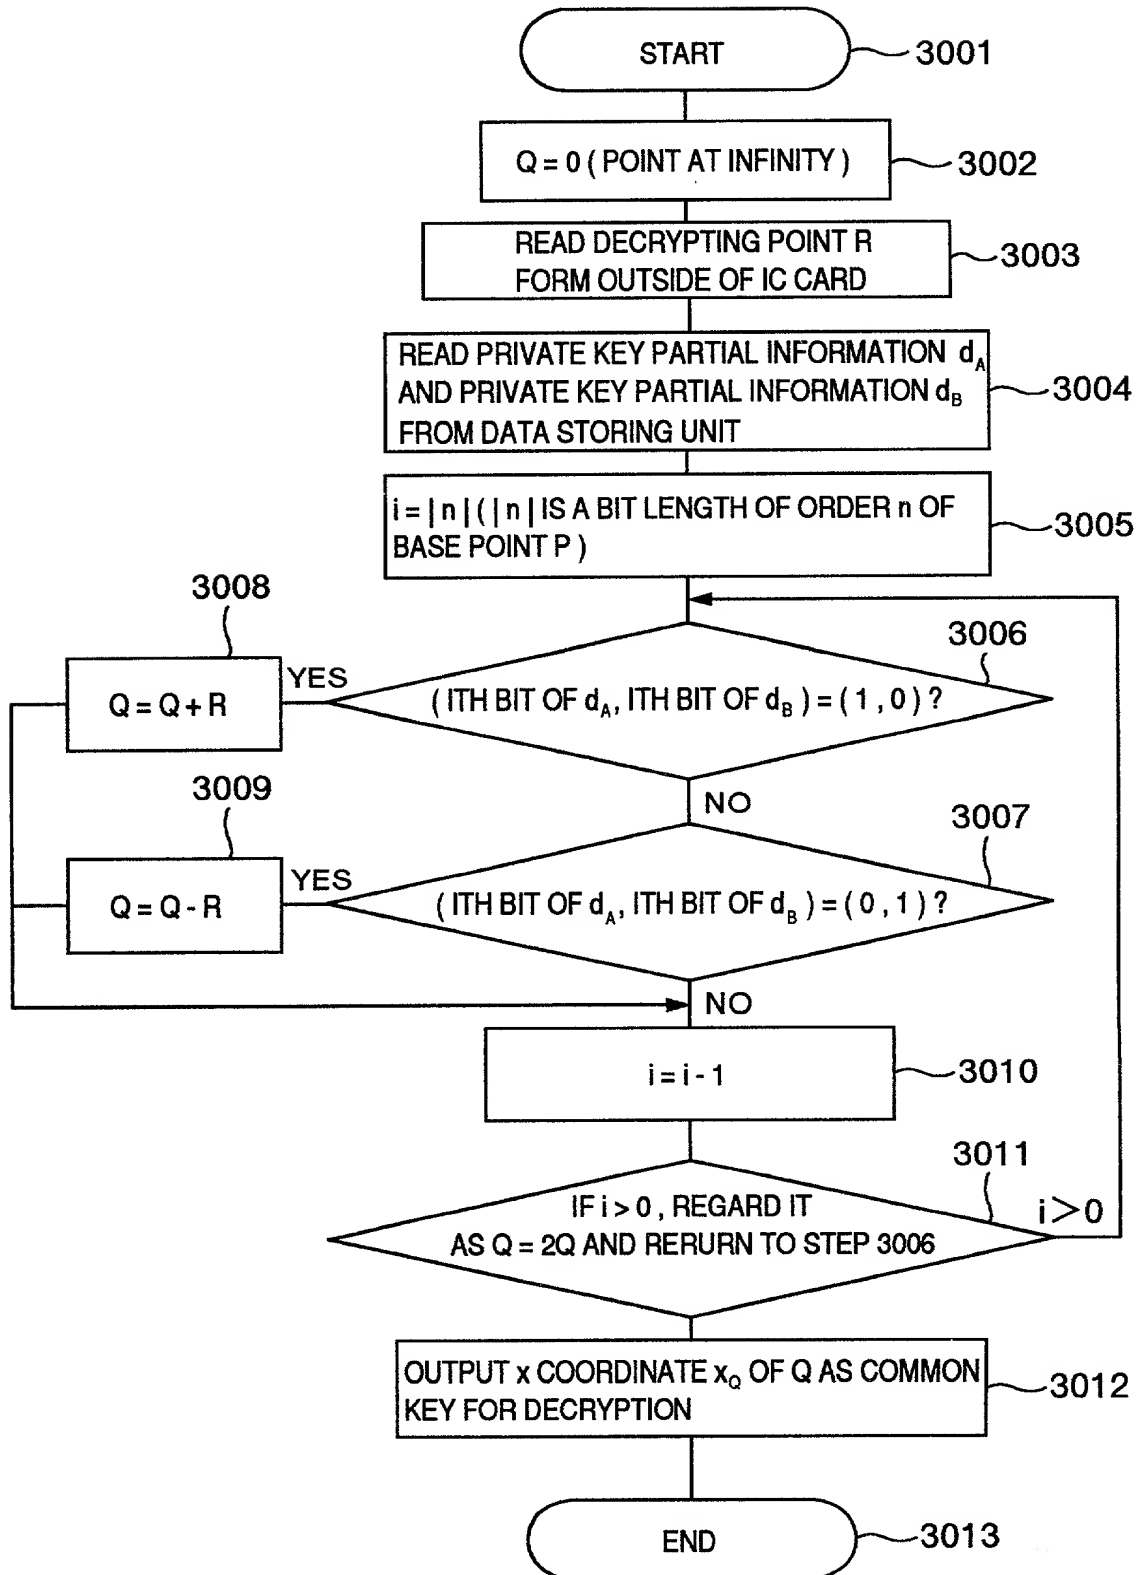 START
3001
Q = 0 ( POINT AT INFINITY )
3002
READ DECRYPTING POINT R
FORM OUTSIDE OF IC CARD
3003
READ PRIVATE KEY PARTIAL INFORMATION dA
AND PRIVATE KEY PARTIAL INFORMATION dB
FROM DATA STORING UNIT
3004
i = | n | ( | n | IS A BIT LENGTH OF ORDER n OF
BASE POINT P )
3005
3008
3006
Q = Q + R
YES
( ITH BIT OF dA, ITH BIT OF dB ) = ( 1 , 0 ) ?
NO
3009
3007
Q = Q - R
YES
( ITH BIT OF dA, ITH BIT OF dB ) = ( 0 , 1 ) ?
NO
i = i - 1
3010
3011
IF i > 0 , REGARD IT
AS Q = 2Q AND RERURN TO STEP 3006
i > 0
OUTPUT x COORDINATE xQ OF Q AS COMMON
KEY FOR DECRYPTION
3012
END
3013